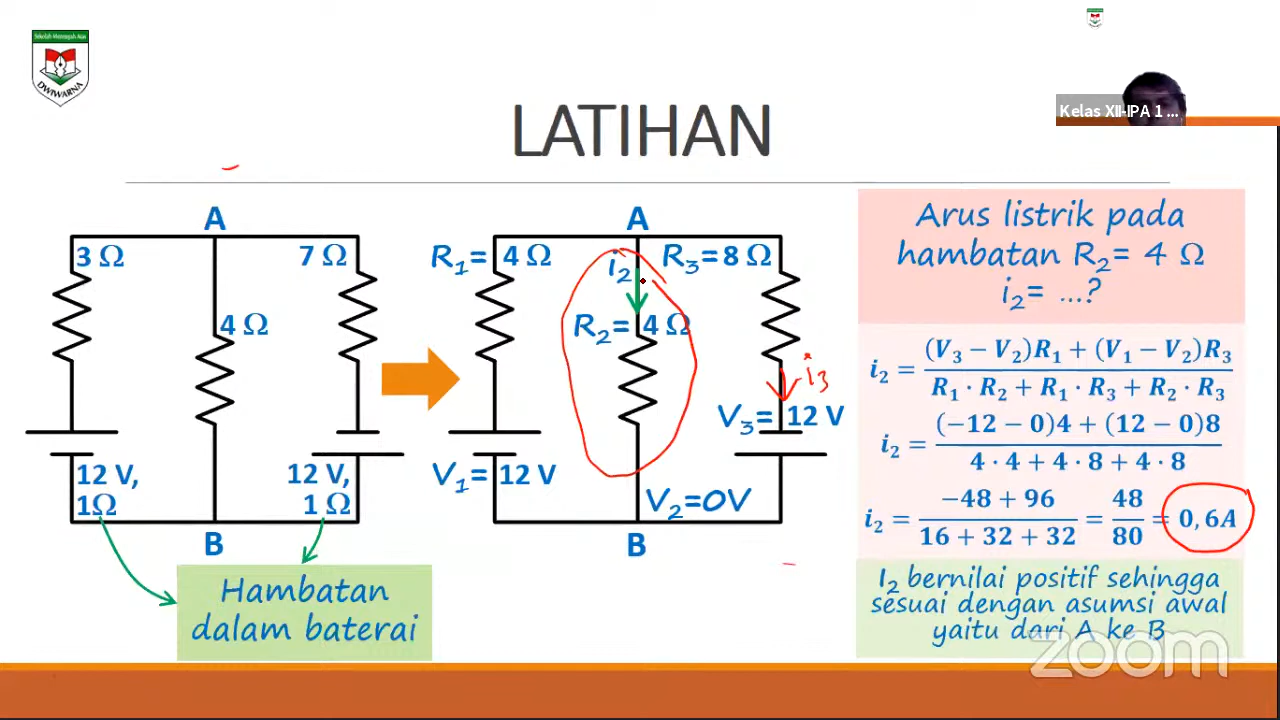 Sekolah Menengah Atas
DWIWARNA
Kelas XII-IPA 1 ...
LATIHAN
A
3 Ω
7 Ω
4 Ω
12 V,
1Ω
12 V,
1 Ω
B
Hambatan
dalam baterai
A
R₁= 4 Ω
i₂
R₃=8 Ω
R₂= 4 Ω
i₃
V₃= 12 V
V₁= 12 V
V₂=0V
B
Arus listrik pada
hambatan R₂= 4 Ω
i₂= ...?
i₂ = (V₃ − V₂)R₁ + (V₁ − V₂)R₃ / R₁ · R₂ + R₁ · R₃ + R₂ · R₃
i₂ = (−12 − 0)4 + (12 − 0)8 / 4 · 4 + 4 · 8 + 4 · 8
i₂ = −48 + 96 / 16 + 32 + 32 = 48 / 80 = 0,6A
I₂ bernilai positif sehingga
sesuai dengan asumsi awal
yaitu dari A ke B
zoom